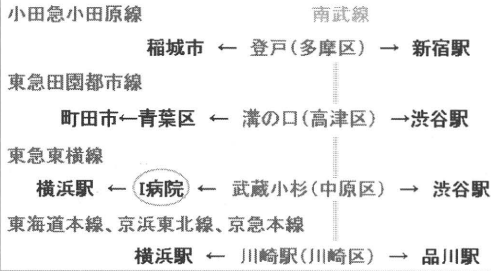 小田急小田原線 南武線
稲城市 ← 登戸(多摩区) → 新宿駅
東急田園都市線
町田市←青葉区 ← 溝の口(高津区) →渋谷駅
東急東横線
横浜駅 ← I病院 ← 武蔵小杉(中原区) → 渋谷駅
東海道本線、京浜東北線、京急本線
横浜駅 ← 川崎駅(川崎区) → 品川駅